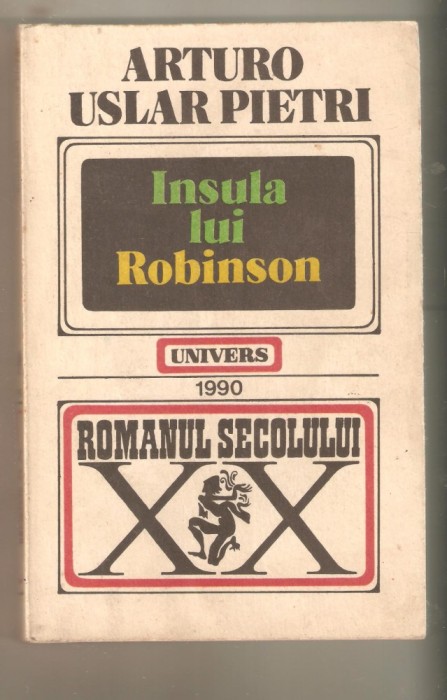 ARTURO
USLAR PIETRI
Insula
lui
Robinson
UNIVERS
1990
ROMANUL SECOLULUI
XX